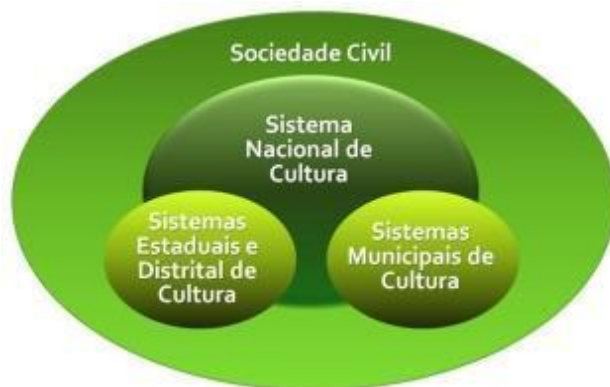 Sociedade Civil
Sistema
Nacional de
Cultura
Sistemas
Estaduais e
Distrital de
Cultura
Sistemas
Municipais de
Cultura